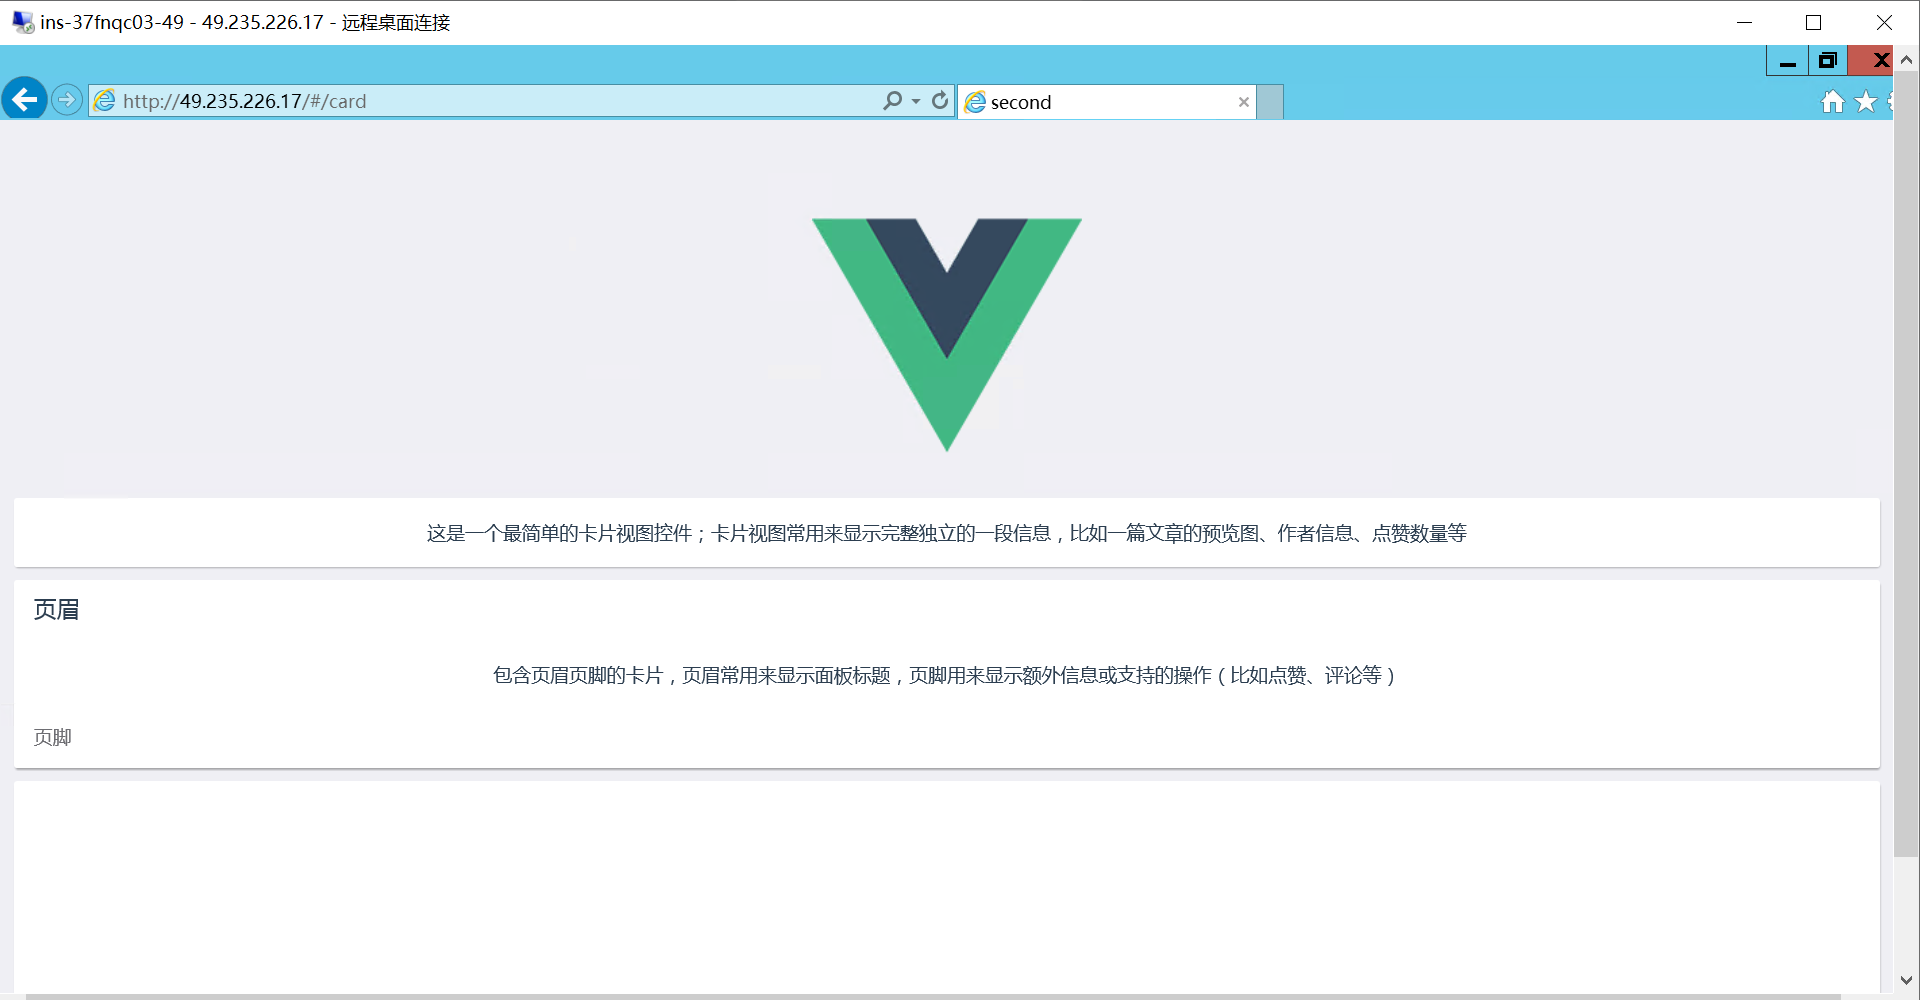 ins-37fnqc03-49 - 49.235.226.17 - 远程桌面连接
http://49.235.226.17/#/card
second
这是一个最简单的卡片视图控件；卡片视图常用来显示完整独立的一段信息，比如一篇文章的预览图、作者信息、点赞数量等
页眉
包含页眉页脚的卡片，页眉常用来显示面板标题，页脚用来显示额外信息或支持的操作（比如点赞、评论等）
页脚